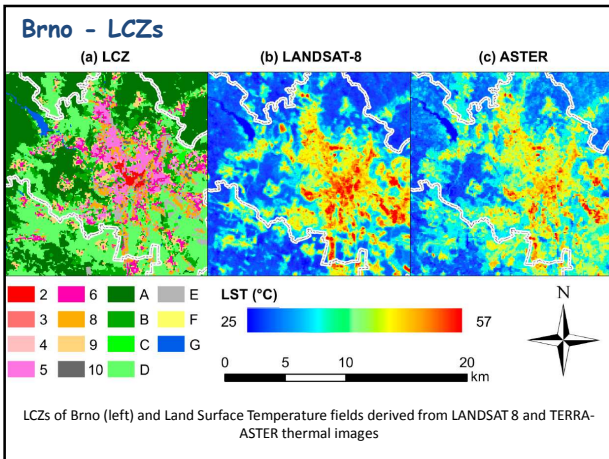 Brno - LCZs
(a) LCZ (b) LANDSAT-8 (c) ASTER
2 6 A E
3 8 B F
4 9 C G
5 10 D
LST (°C)
25 57
0 5 10 20
km
N
LCZs of Brno (left) and Land Surface Temperature fields derived from LANDSAT 8 and TERRA-
ASTER thermal images